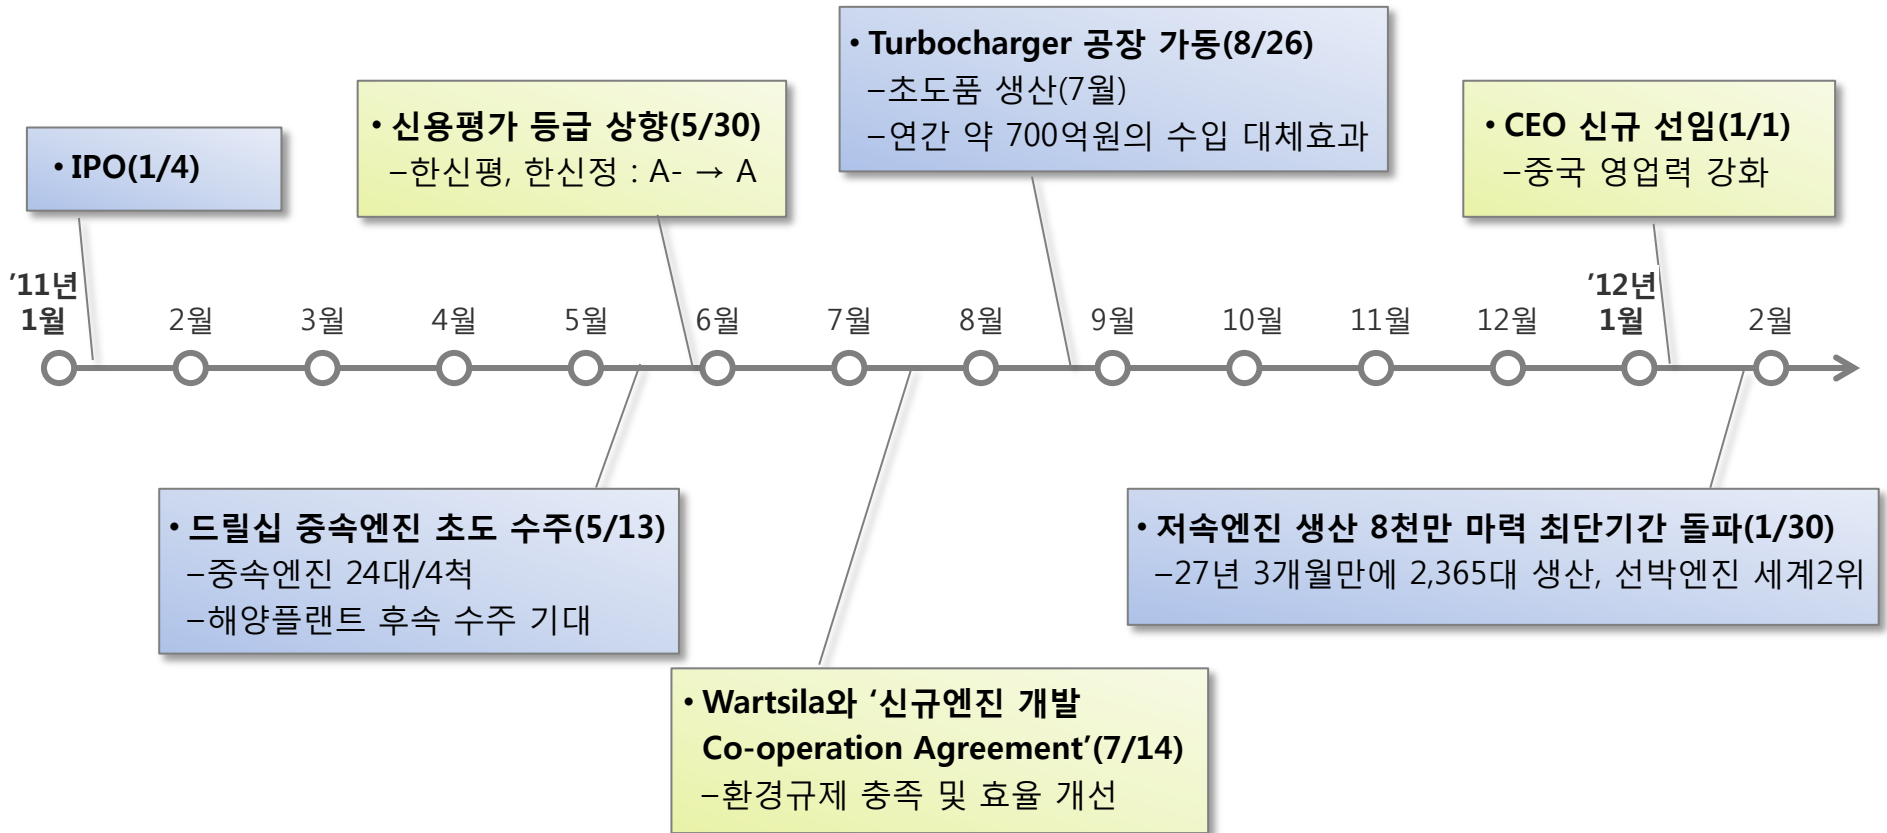 • Turbocharger 공장 가동(8/26)
–초도품 생산(7월)
–연간 약 700억원의 수입 대체효과
• 신용평가 등급 상향(5/30)
–한신평, 한신정 : A- → A
• CEO 신규 선임(1/1)
–중국 영업력 강화
• IPO(1/4)
'11년
1월
2월
3월
4월
5월
6월
7월
8월
9월
10월
11월
12월
'12년
1월
2월
• 드릴십 중속엔진 초도 수주(5/13)
–중속엔진 24대/4척
–해양플랜트 후속 수주 기대
• 저속엔진 생산 8천만 마력 최단기간 돌파(1/30)
–27년 3개월만에 2,365대 생산, 선박엔진 세계2위
• Wartsila와 ‘신규엔진 개발
Co-operation Agreement’(7/14)
–환경규제 충족 및 효율 개선